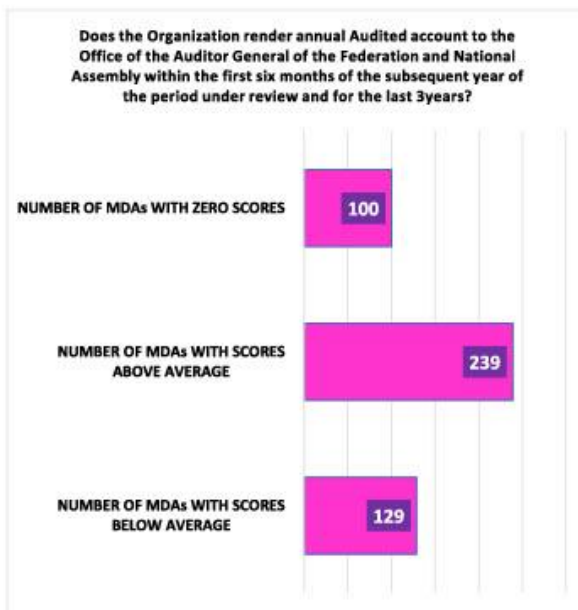 Does the Organization render annual Audited account to the
Office of the Auditor General of the Federation and National
Assembly within the first six months of the subsequent year of
the period under review and for the last 3years?
NUMBER OF MDAs WITH ZERO SCORES
100
NUMBER OF MDAs WITH SCORES
ABOVE AVERAGE
239
NUMBER OF MDAs WITH SCORES
BELOW AVERAGE
129